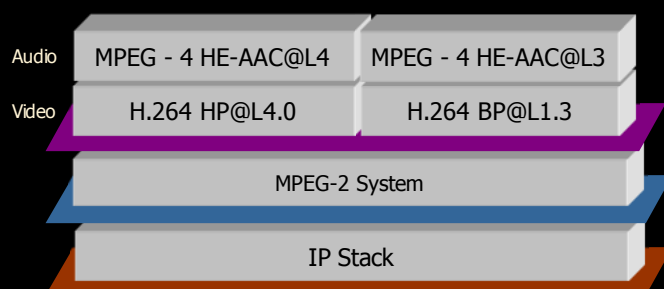 Audio
MPEG - 4 HE-AAC@L4
MPEG - 4 HE-AAC@L3
Video
H.264 HP@L4.0
H.264 BP@L1.3
MPEG-2 System
IP Stack